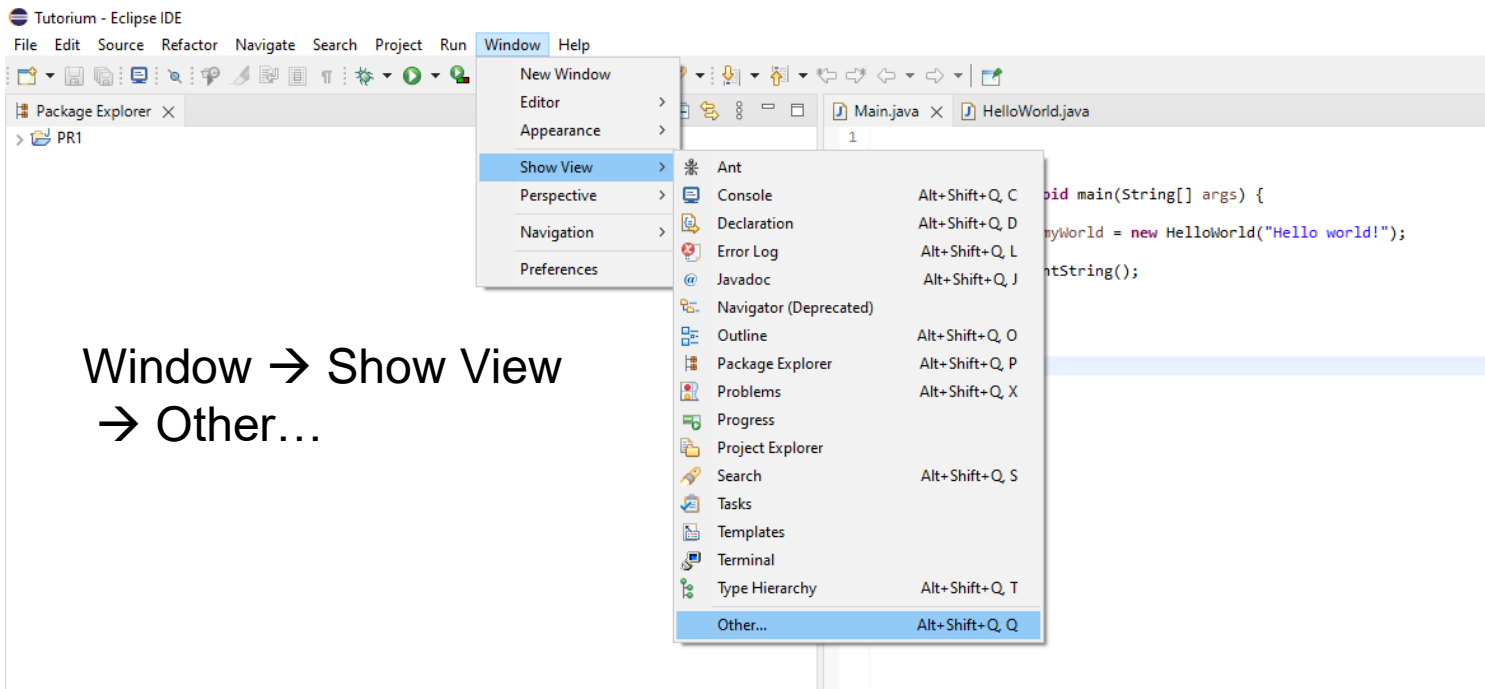 Tutorium - Eclipse IDE
File Edit Source Refactor Navigate Search Project Run Window Help
Package Explorer
PR1
New Window
Editor
Appearance
Show View
Perspective
Navigation
Preferences
Ant
Console Alt+Shift+Q, C
Declaration Alt+Shift+Q, D
Error Log Alt+Shift+Q, L
Javadoc Alt+Shift+Q, J
Navigator (Deprecated)
Outline Alt+Shift+Q, O
Package Explorer Alt+Shift+Q, P
Problems Alt+Shift+Q, X
Progress
Project Explorer
Search Alt+Shift+Q, S
Tasks
Templates
Terminal
Type Hierarchy Alt+Shift+Q, T
Other... Alt+Shift+Q, Q
Main.java HelloWorld.java
1
main(String[] args) {
myWorld = new HelloWorld("Hello world!");
String();
Window → Show View
→ Other…